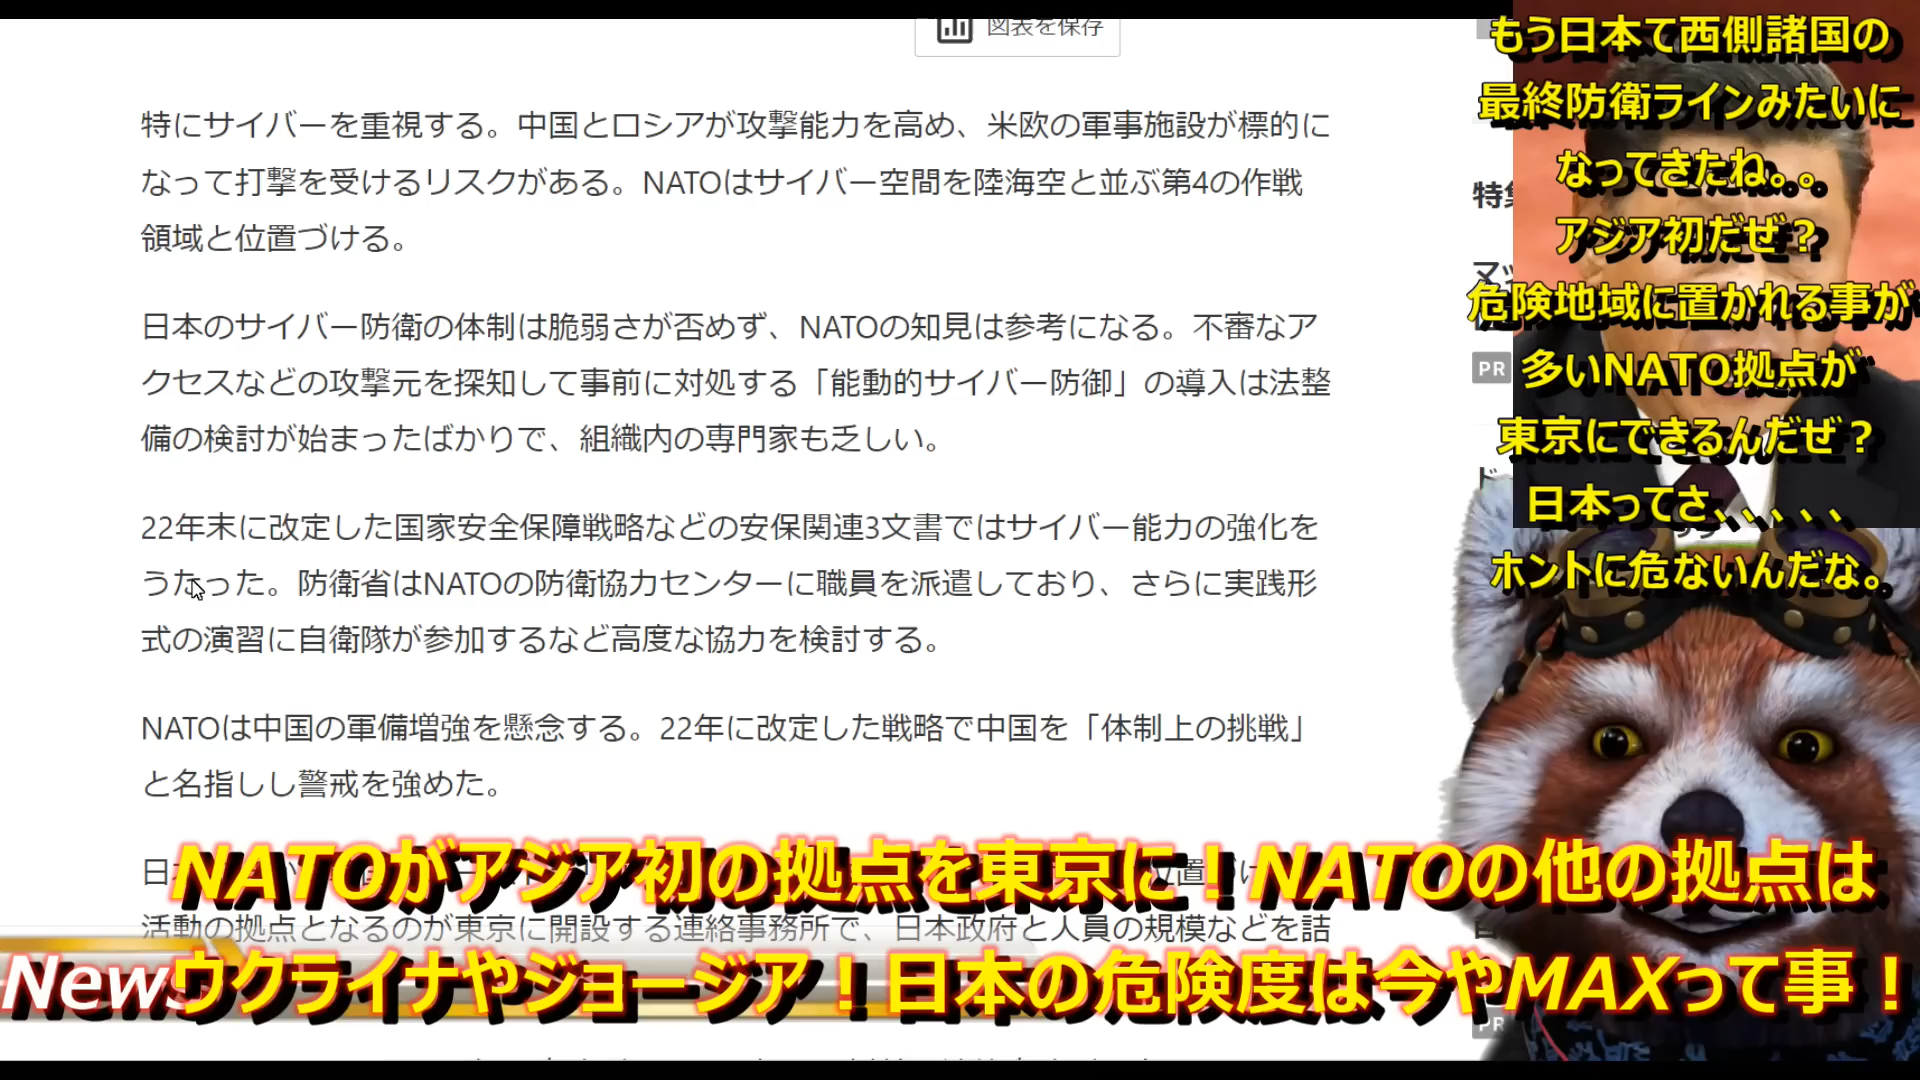 図表を保存
特にサイバーを重視する。中国とロシアが攻撃能力を高め、米欧の軍事施設が標的に
なって打撃を受けるリスクがある。NATOはサイバー空間を陸海空と並ぶ第4の作戦
領域と位置づける。
日本のサイバー防衛の体制は脆弱さが否めず、NATOの知見は参考になる。不審なア
クセスなどの攻撃元を探知して事前に対処する「能動的サイバー防御」の導入は法整
備の検討が始まったばかりで、組織内の専門家も乏しい。
22年末に改定した国家安全保障戦略などの安保関連3文書ではサイバー能力の強化を
うたった。防衛省はNATOの防衛協力センターに職員を派遣しており、さらに実践形
式の演習に自衛隊が参加するなど高度な協力を検討する。
NATOは中国の軍備増強を懸念する。22年に改定した戦略で中国を「体制上の挑戦」
と名指しし警戒を強めた。
活動の拠点となるのが東京に開設する連絡事務所で、日本政府と人員の規模などを詰
もう日本て西側諸国の
最終防衛ラインみたいに
なってきたね。。
アジア初だぜ？
危険地域に置かれる事が
多いNATO拠点が
東京にできるんだぜ？
日本ってさ、、、、、
ホントに危ないんだな。
特集
PR
PR
NATOがアジア初の拠点を東京に！NATOの他の拠点は
News
ウクライナやジョージア！日本の危険度は今やMAXって事！